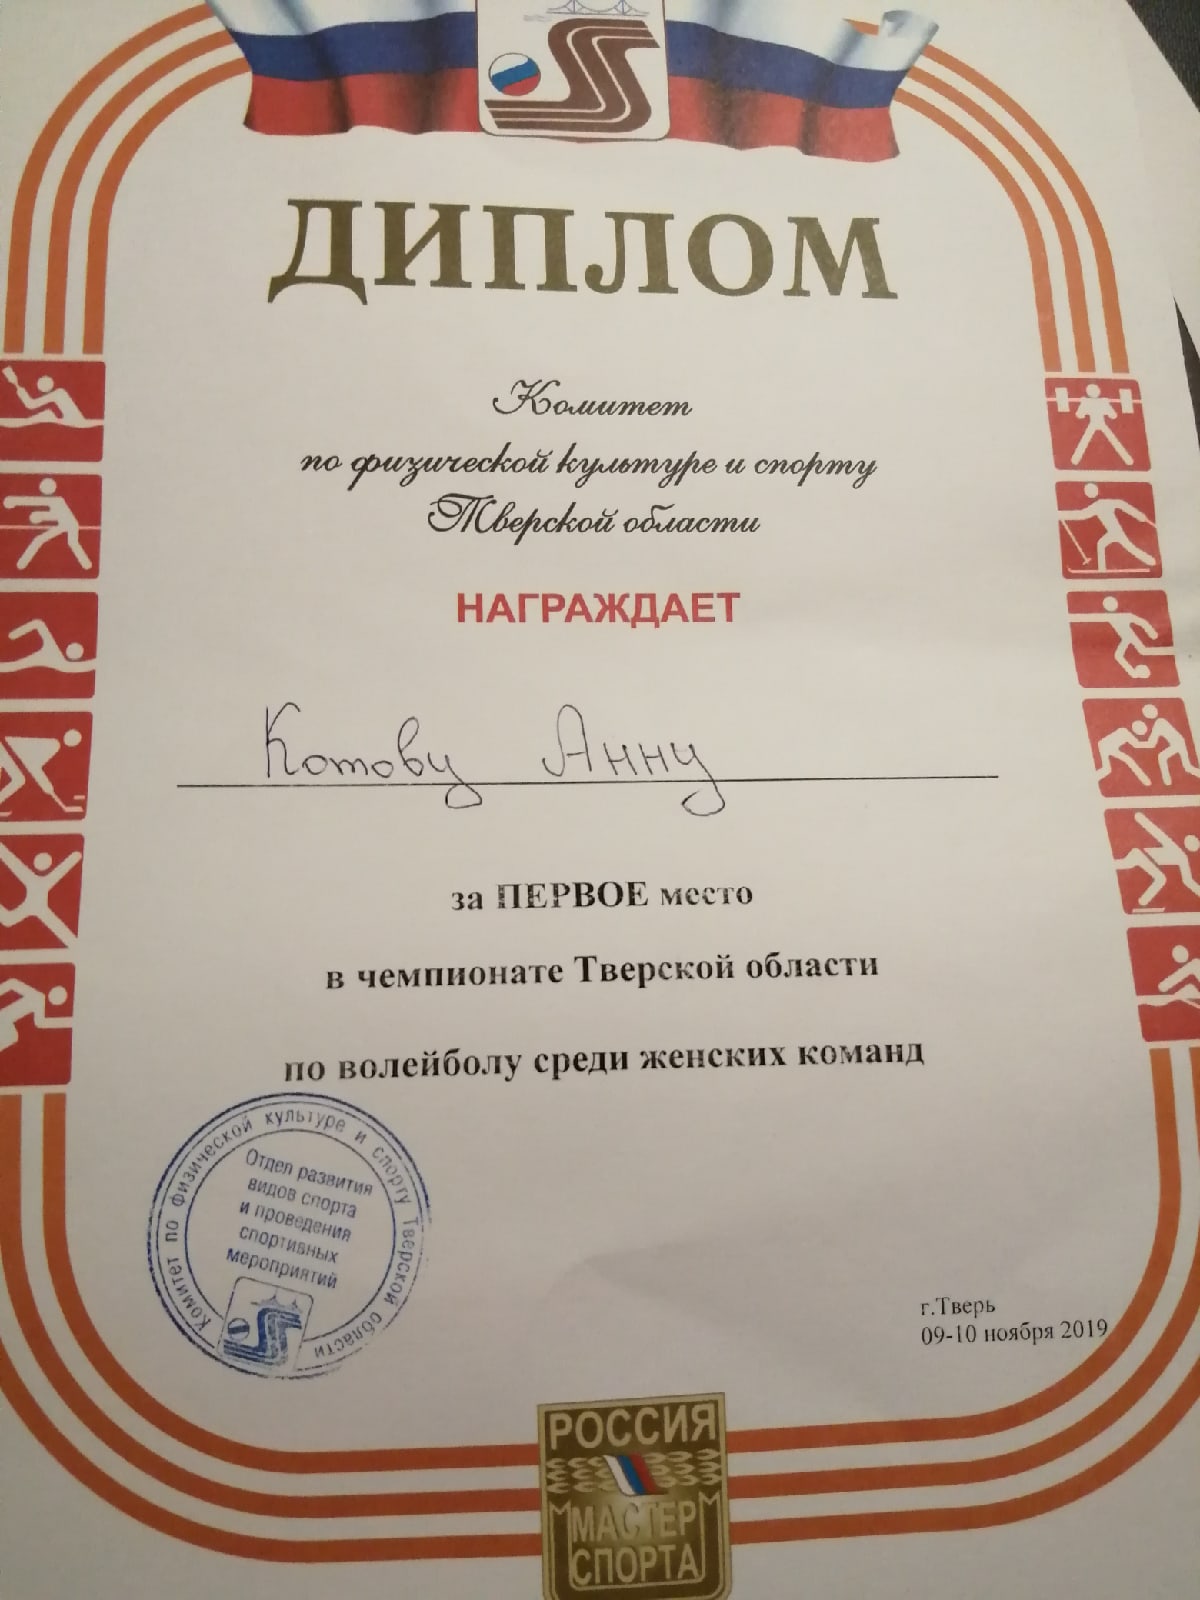 ДИПЛОМ
Комитет
по физической культуре и спорту
Тверской области
НАГРАЖДАЕТ
Котову Анну
за ПЕРВОЕ место
в чемпионате Тверской области
по волейболу среди женских команд
Комитет по физической культуре и спорту Тверской области
Отдел развития
видов спорта
и проведения
спортивных
мероприятий
г.Тверь
09-10 ноября 2019
РОССИЯ
МАСТЕР
СПОРТА